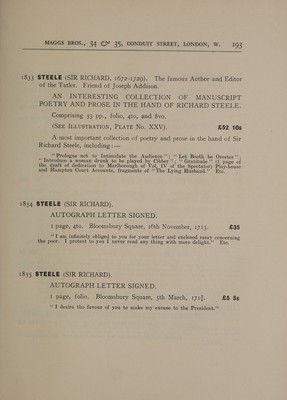 MAGGS BROS., 34 & 35, CONDUIT STREET, LONDON, W. 193
1833 STEELE (SIR RICHARD, 1672-1729). The famous Author and Editor
of the Tatler. Friend of Joseph Addison.
AN INTERESTING COLLECTION OF MANUSCRIPT
POETRY AND PROSE IN THE HAND OF RICHARD STEELE.
Comprising 33 pp., folio, 4to, and 8vo.
(SEE ILLUSTRATION, PLATE No. XXV). £52 10s
A most important collection of poetry and prose in the hand of Sir
Richard Steele, including:—
"Prologue not to Intimidate the Audience"; "Let Booth be Orestes";
"Introduce a woman drunk to be played by Cibber"; "Gratitude" (1 page of
the draft of dedication to Marlborough of Vol. IV of the Spectator); Play-house
and Hampton Court Accounts, fragments of "The Lying Husband." Etc.
1834 STEELE (SIR RICHARD).
AUTOGRAPH LETTER SIGNED.
1 page, 4to. Bloomsbury Square, 16th November, 1713. £35
"I am infinitely obliged to you for your letter and enclosed essay concerning
the poet. I protest to you I never read any thing with more delight." Etc.
1835 STEELE (SIR RICHARD).
AUTOGRAPH LETTER SIGNED.
1 page, folio. Bloomsbury Square, 5th March, £5 5s
"I desire the favour of you to make my excuse to the President."